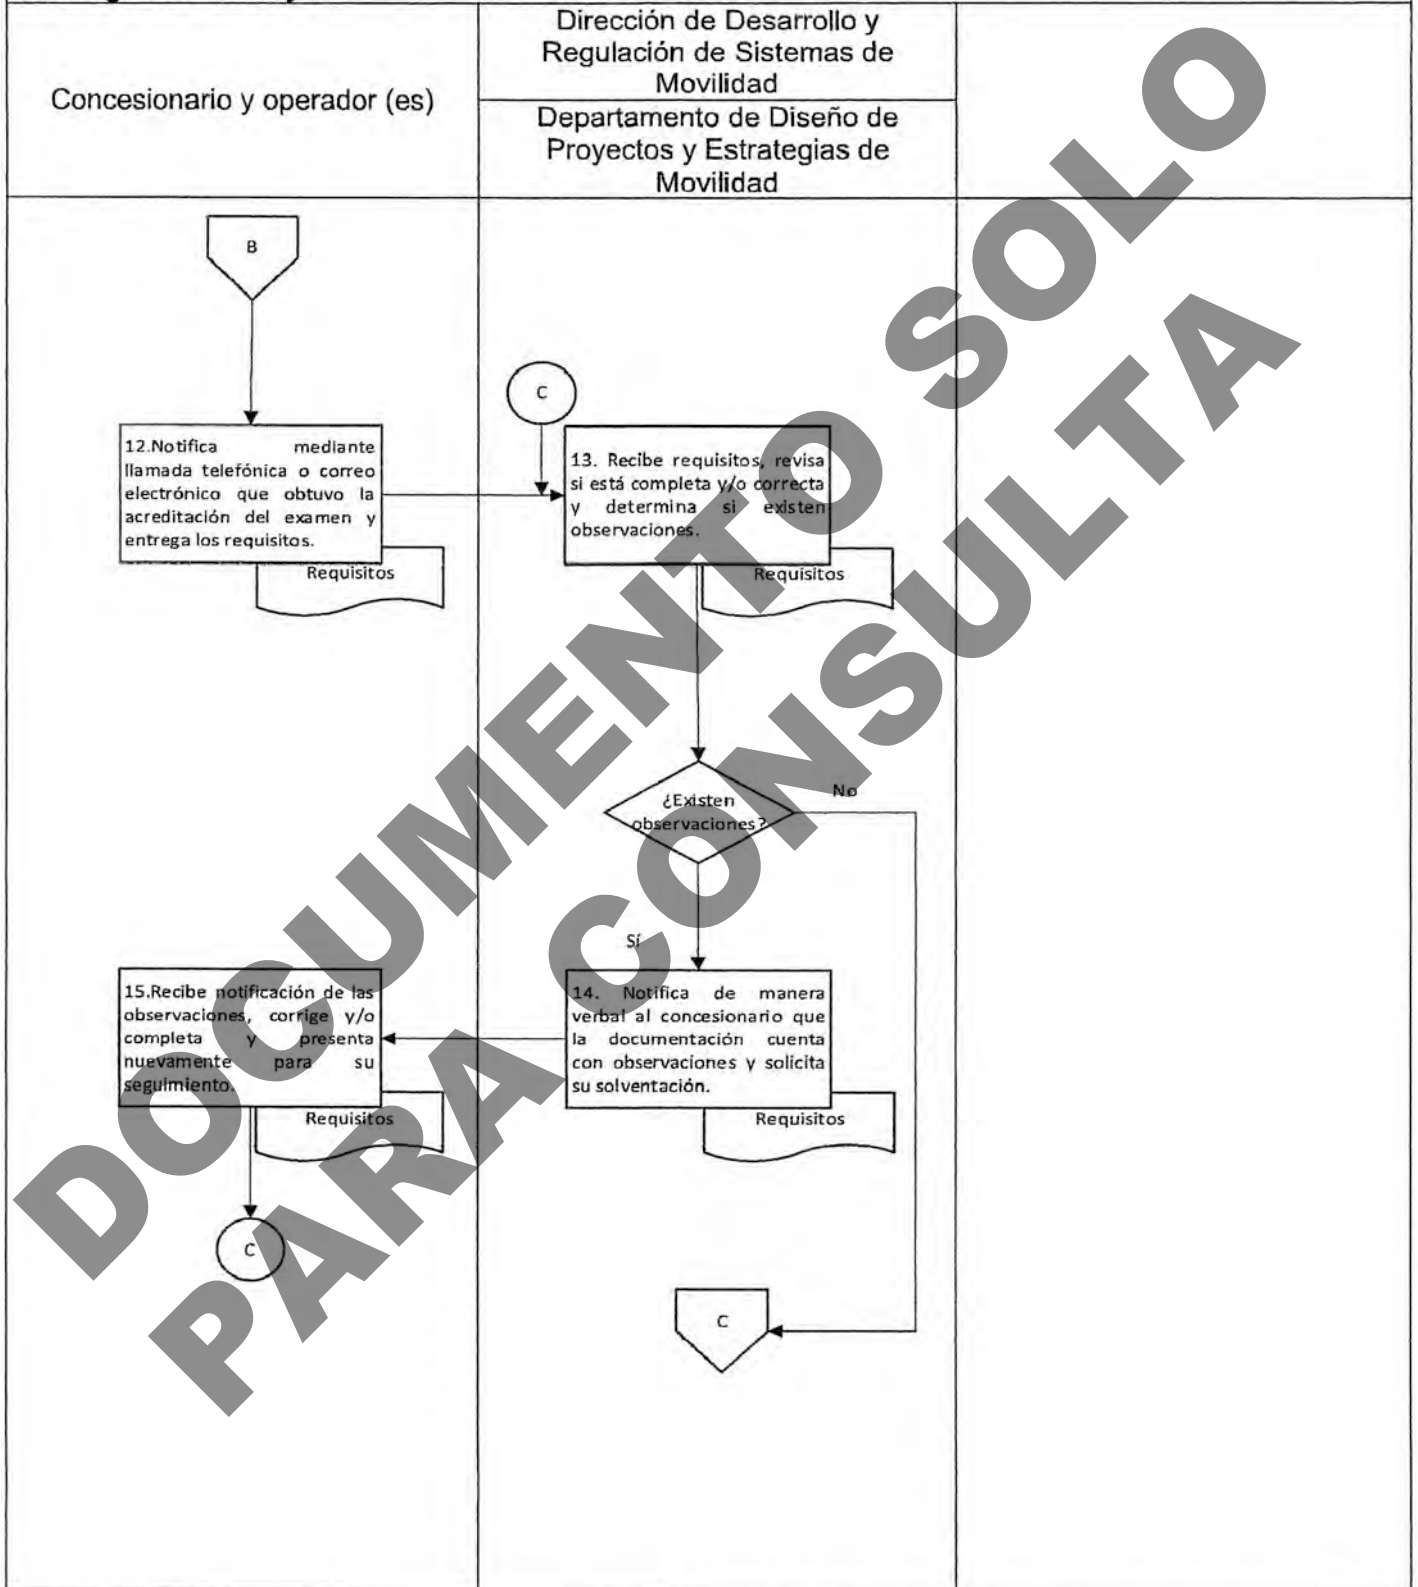 Concesionario y operador (es)
Dirección de Desarrollo y
Regulación de Sistemas de
Movilidad
Departamento de Diseño de
Proyectos y Estrategias de
Movilidad
B
C
12.Notifica mediante
llamada telefónica o correo
electrónico que obtuvo la
acreditación del examen y
entrega los requisitos.
Requisitos
13. Recibe requisitos, revisa
si está completa y/o correcta
y determina si existen
observaciones.
Requisitos
¿Existen
observaciones?
No
Sí
14. Notifica de manera
verbal al concesionario que
la documentación cuenta
con observaciones y solicita
su solventación.
Requisitos
15.Recibe notificación de las
observaciones, corrige y/o
completa y presenta
nuevamente para su
seguimiento.
Requisitos
C
C
DOCUMENTO SOLO
PARA CONSULTA